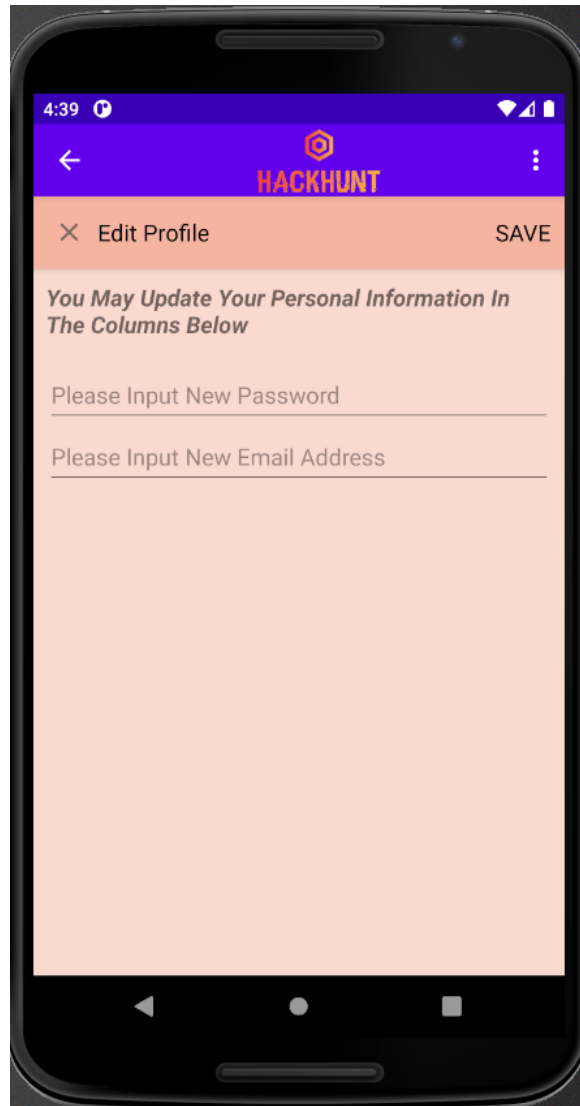 4:39
HACKHUNT
Edit Profile SAVE
You May Update Your Personal Information In
The Columns Below
Please Input New Password
Please Input New Email Address